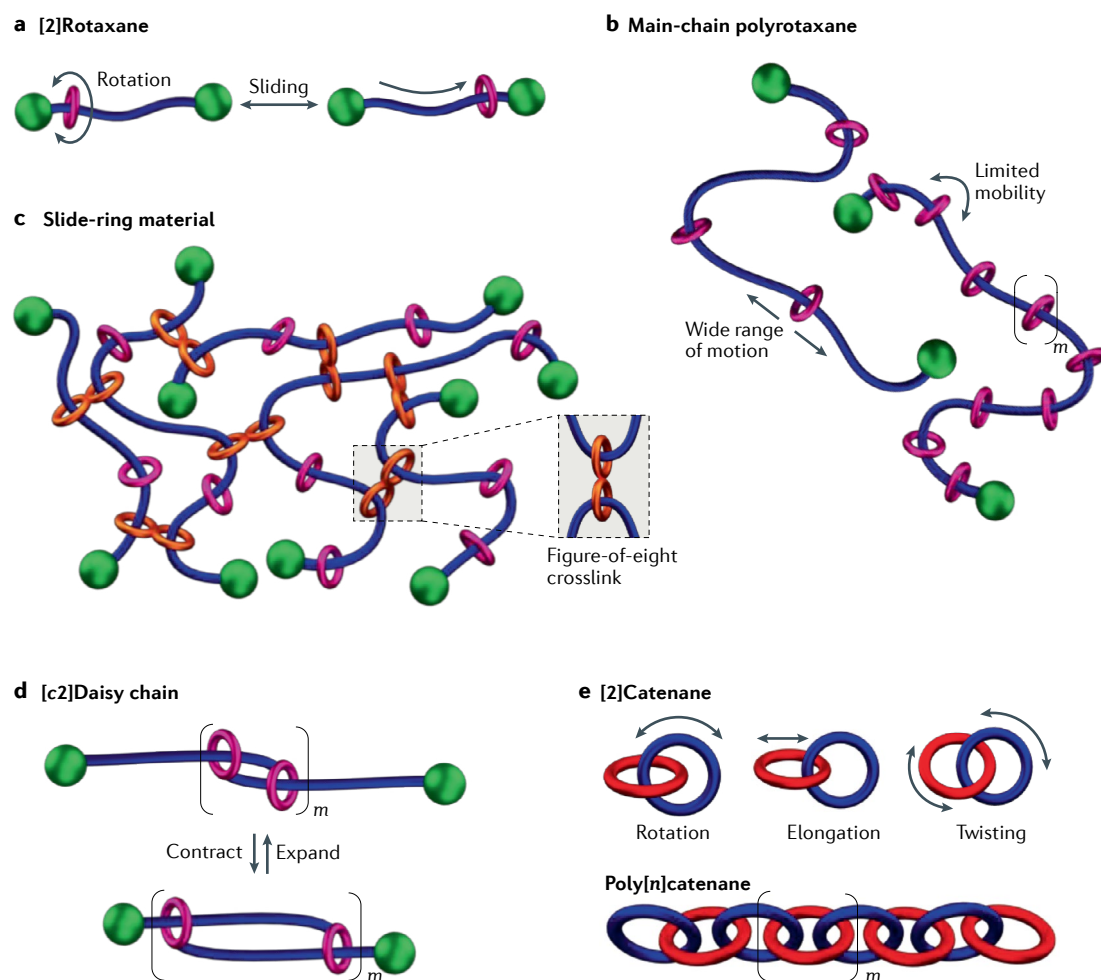 a [2]Rotaxane
Rotation
Sliding
b Main-chain polyrotaxane
Limited
mobility
Wide range
of motion
m
c Slide-ring material
Figure-of-eight
crosslink
d [c2]Daisy chain
m
Contract
Expand
m
e [2]Catenane
Rotation
Elongation
Twisting
Poly[n]catenane
m